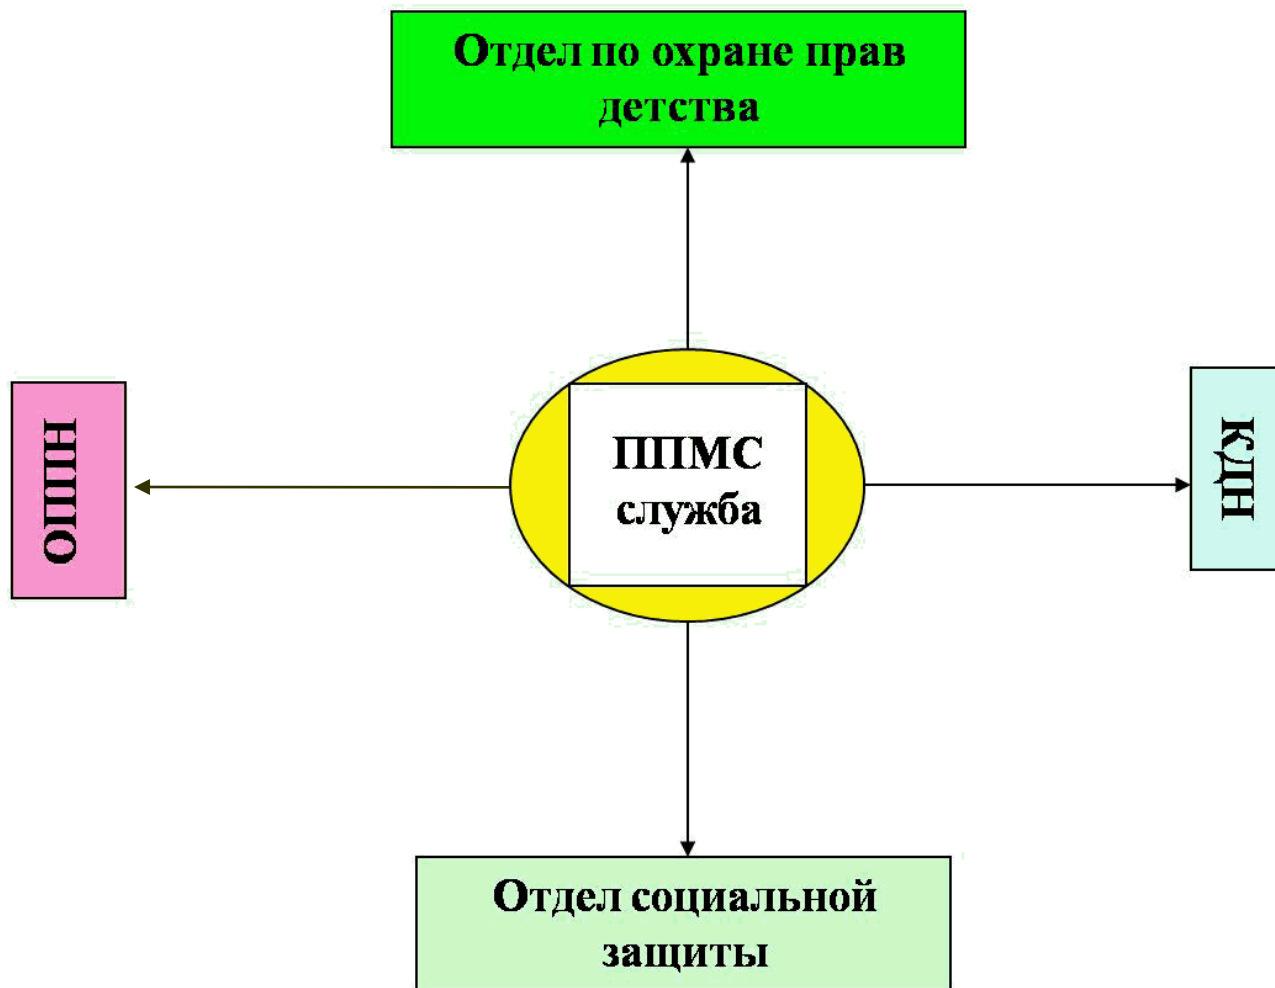 Отдел по охране прав
детства
ОППН
ППМС
служба
КДН
Отдел социальной
защиты